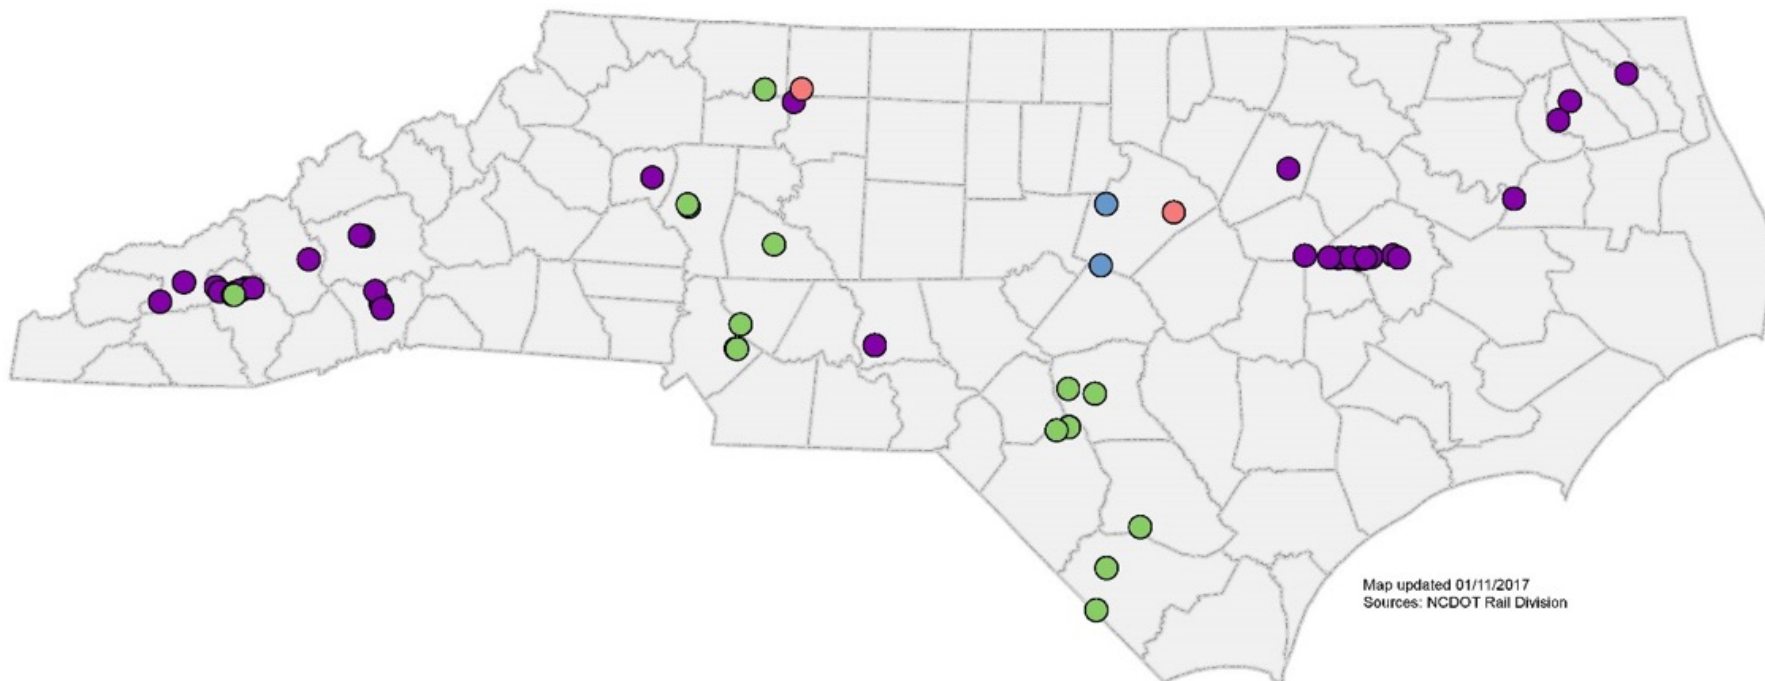 Map updated 01/11/2017
Sources: NCDOT Rail Division